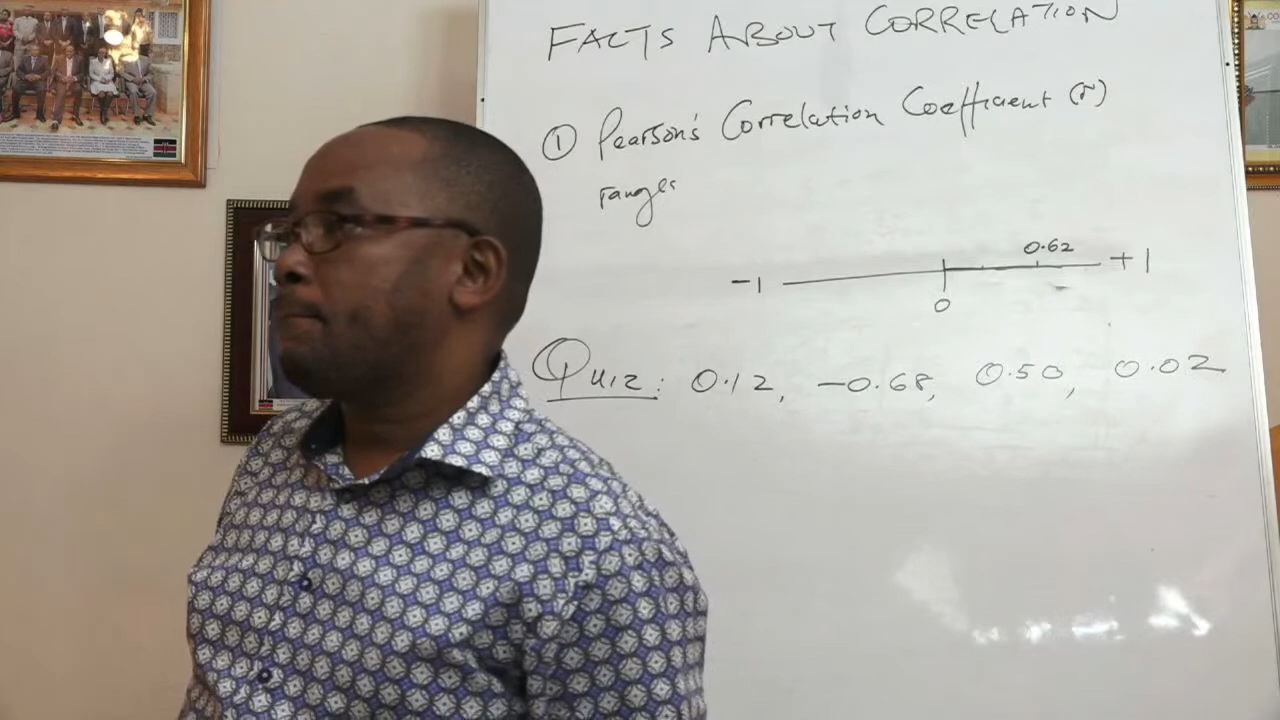 FACTS ABOUT CORRELATION
① Pearson's Correlation Coefficient (r)
ranges
0.62
-1 +1
0
Quiz: 0.12, -0.68, 0.50, 0.02